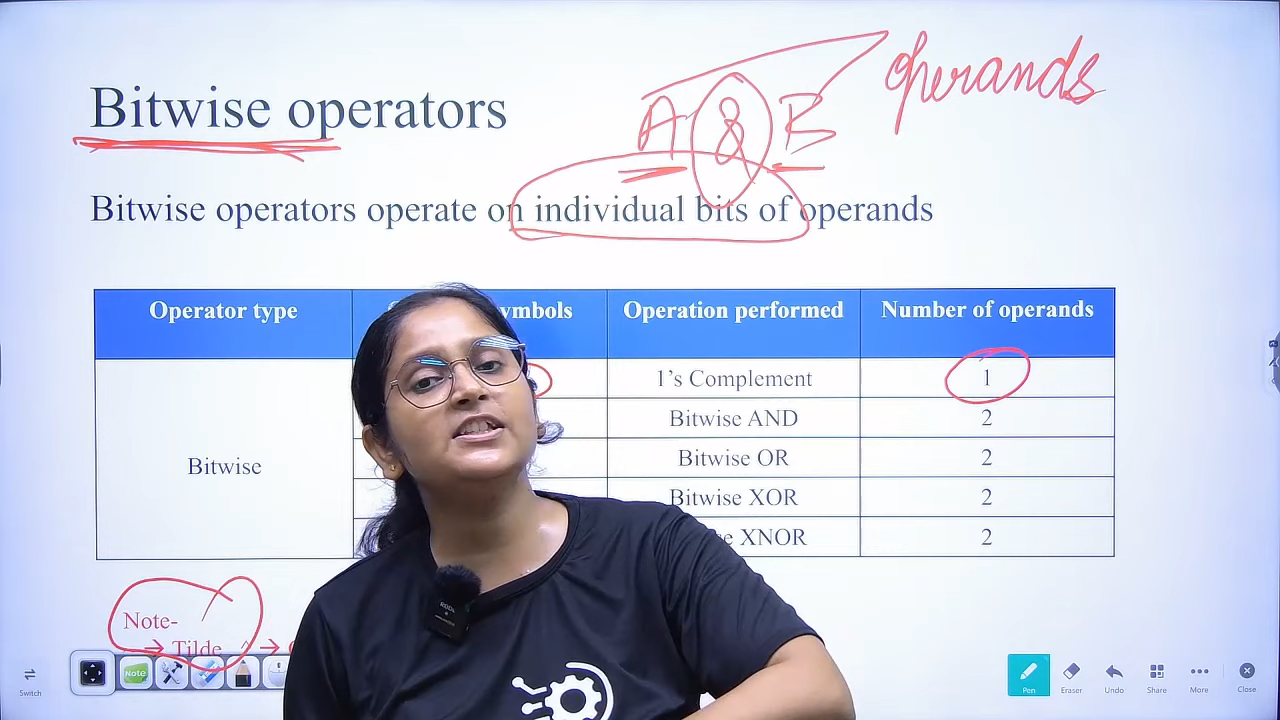 Bitwise operators
A & B
operands
Bitwise operators operate on individual bits of operands
Operator type
Operation performed
Number of operands
1's Complement
1
Bitwise AND
2
Bitwise
Bitwise OR
2
Bitwise XOR
2
XNOR
2
Note-
→ Tilde ^ →
Switch
Note
Pen
Eraser
Undo
Share
More
Close